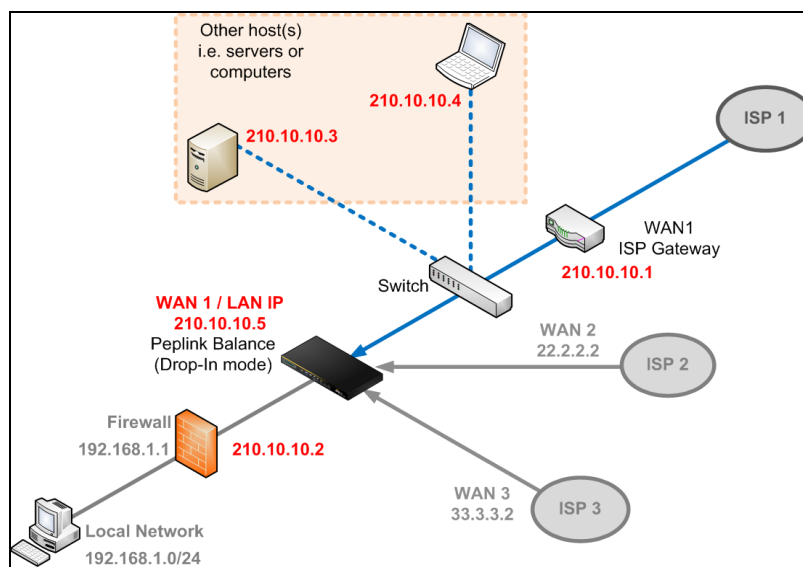 Other host(s)
i.e. servers or
computers
210.10.10.4
210.10.10.3
ISP 1
WAN1
ISP Gateway
210.10.10.1
Switch
WAN 1 / LAN IP
210.10.10.5
Peplink Balance
(Drop-In mode)
WAN 2
22.2.2.2
ISP 2
Firewall
192.168.1.1
210.10.10.2
WAN 3
33.3.3.2
ISP 3
Local Network
192.168.1.0/24